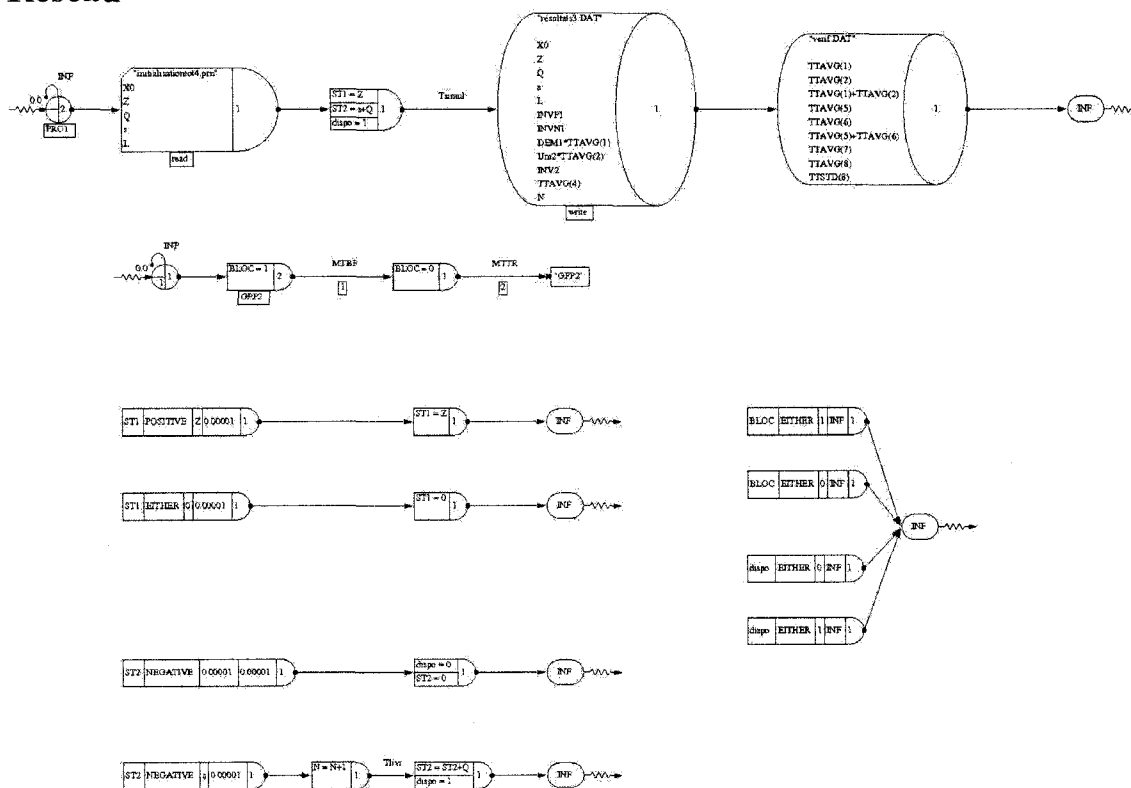 INF
0.0
2
PRO1
"initialisationtot4.prn"
X0
Z
Q
s
L
1
read
ST1 = Z
ST2 = s+Q
dispo = 1
1
Tsimul
"resultats3.DAT"
X0
Z
Q
s
L
INVP1
INVN1
DEM1*TTAVG(1)
Um2*TTAVG(2)
INV2
TTAVG(4)
N
1
write
"verif.DAT"
TTAVG(1)
TTAVG(2)
TTAVG(1)+TTAVG(2)
TTAVG(5)
TTAVG(6)
TTAVG(5)+TTAVG(6)
TTAVG(7)
TTAVG(8)
TTSTD(8)
1
INF
INF
0.0
1
1
BLOC = 1
2
GFP2
MTBF
1
BLOC = 0
1
MTTR
2
"GFP2"
ST1 POSITIVE Z 0.00001 1
ST1 = Z
1
INF
ST1 EITHER 0 0.00001 1
ST1 = 0
1
INF
BLOC EITHER 1 INF 1
BLOC EITHER 0 INF 1
dispo EITHER 0 INF 1
dispo EITHER 1 INF 1
INF
ST2 NEGATIVE 0.00001 0.00001 1
dispo = 0
ST2 = 0
1
INF
ST2 NEGATIVE s 0.00001 1
N = N+1
1
Tlivr
ST2 = ST2+Q
dispo = 1
1
INF